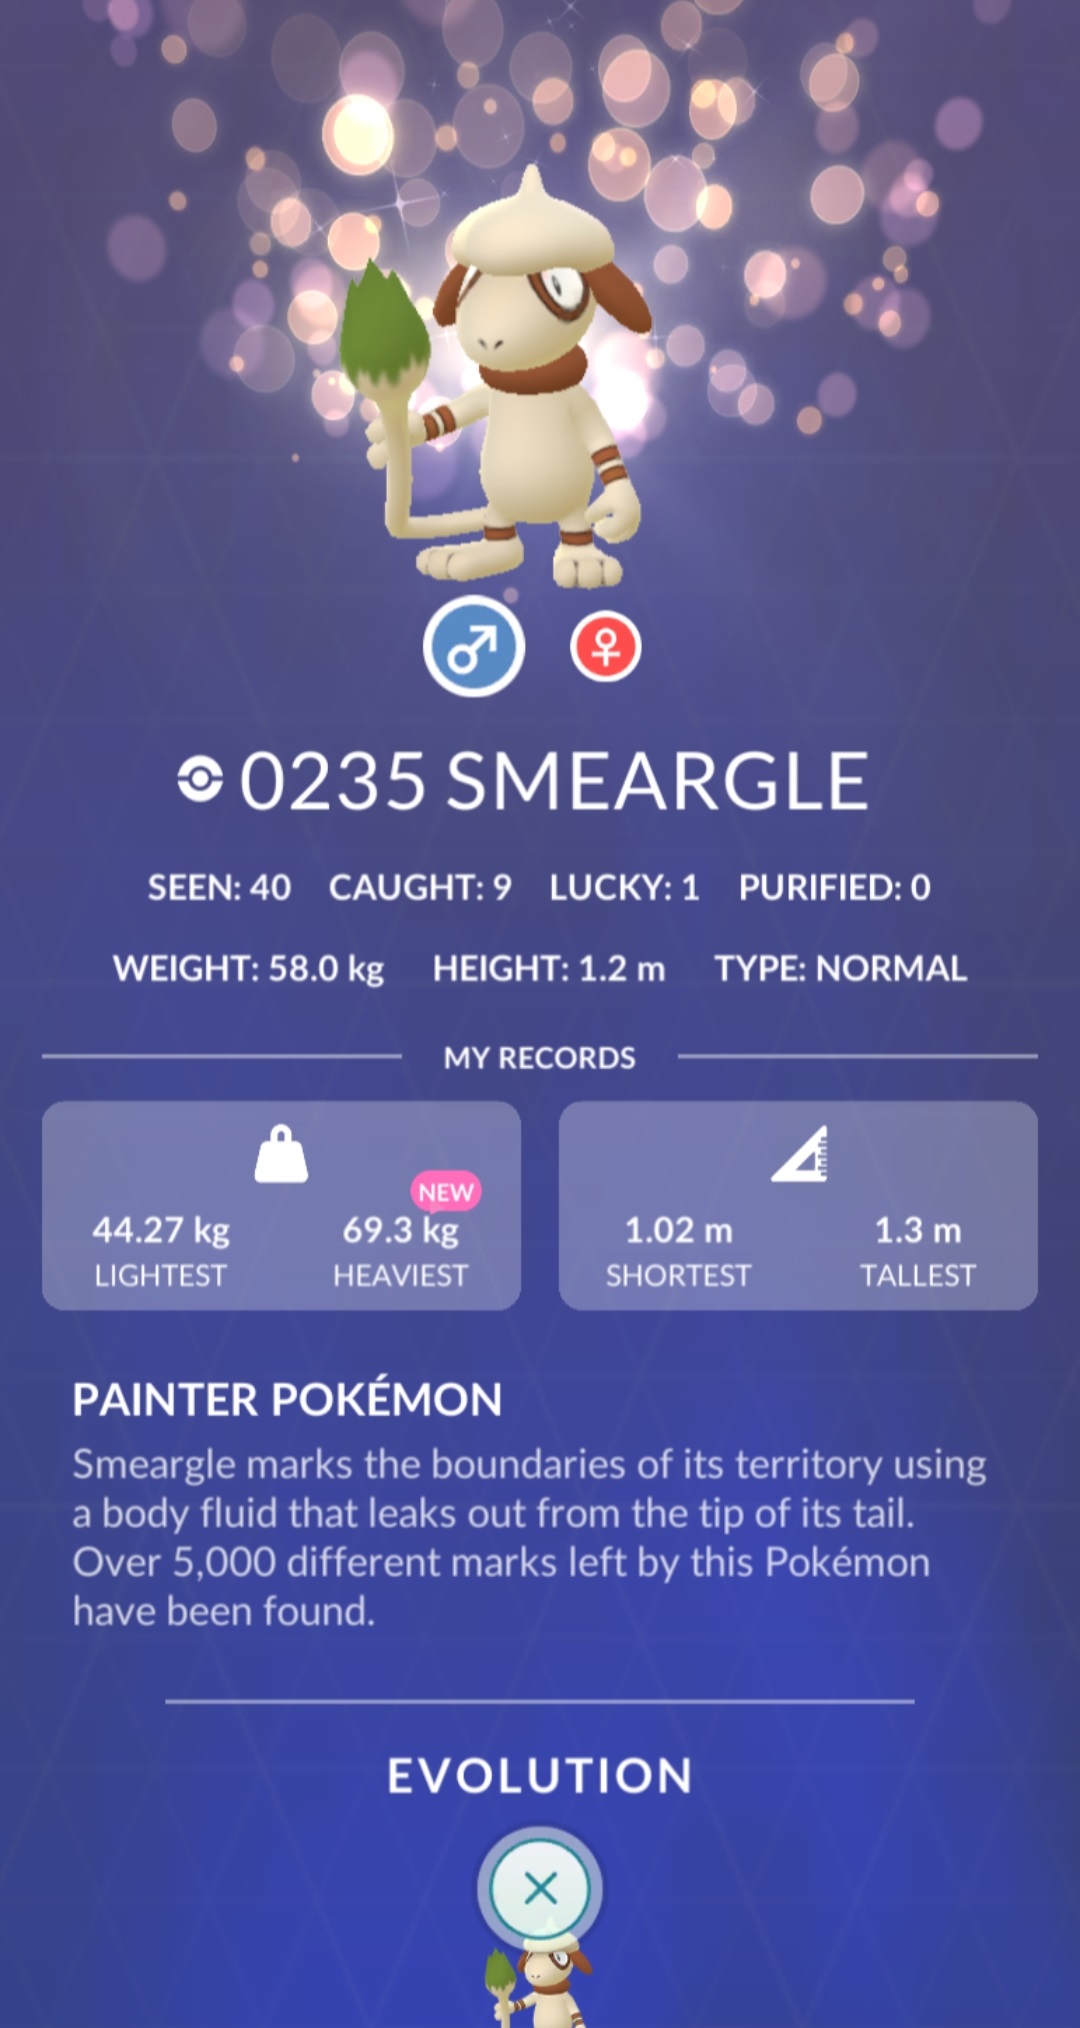 0235 SMEARGLE
SEEN: 40 CAUGHT: 9 LUCKY: 1 PURIFIED: 0
WEIGHT: 58.0 kg HEIGHT: 1.2 m TYPE: NORMAL
MY RECORDS
NEW
44.27 kg 69.3 kg 1.02 m 1.3 m
LIGHTEST HEAVIEST SHORTEST TALLEST
PAINTER POKÉMON
Smeargle marks the boundaries of its territory using
a body fluid that leaks out from the tip of its tail.
Over 5,000 different marks left by this Pokémon
have been found.
EVOLUTION